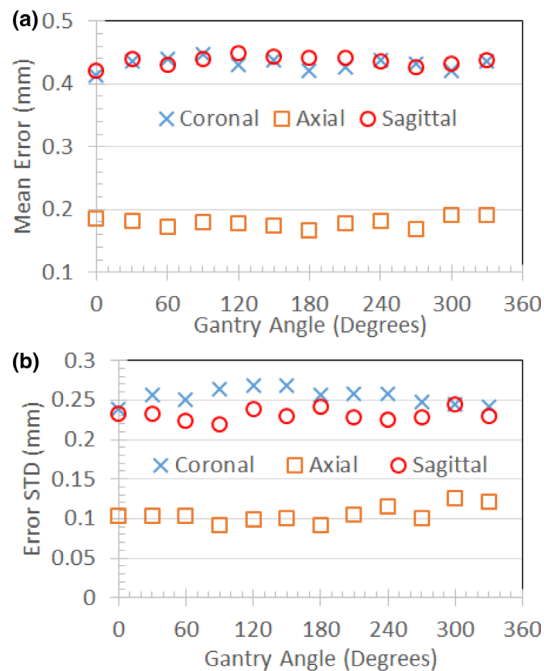 (a)
0.5
0.4
0.3
0.2
0.1
Mean Error (mm)
Coronal Axial Sagittal
0 60 120 180 240 300 360
Gantry Angle (Degrees)
(b)
0.3
0.25
0.2
0.15
0.1
0.05
0
Error STD (mm)
Coronal Axial Sagittal
0 60 120 180 240 300 360
Gantry Angle (Degrees)